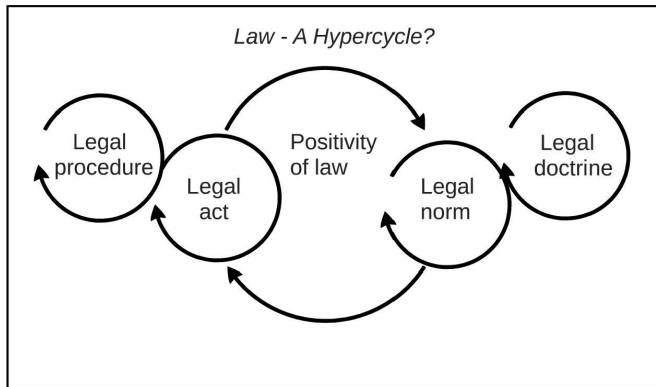 Law - A Hypercycle?
Legal
procedure
Legal
act
Positivity
of law
Legal
norm
Legal
doctrine